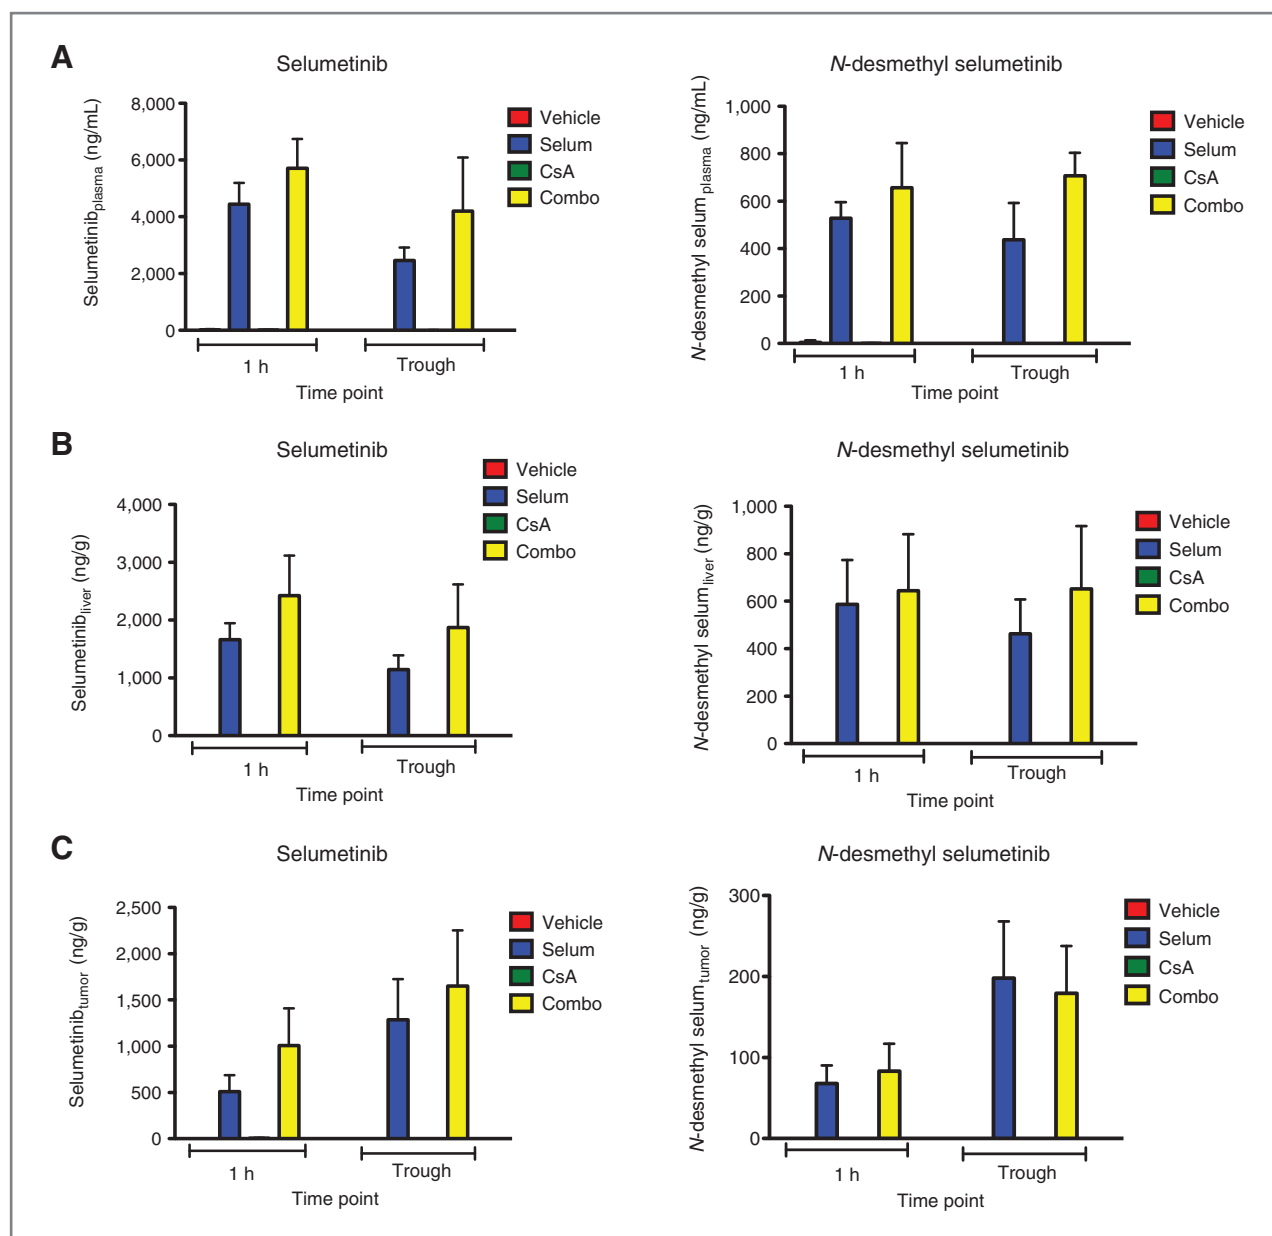 A
Selumetinib
Selumetinibplasma (ng/mL)
8,000
6,000
4,000
2,000
0
Vehicle
Selum
CsA
Combo
1 h
Trough
Time point
N-desmethyl selumetinib
N-desmethyl selumplasma (ng/mL)
1,000
800
600
400
200
0
Vehicle
Selum
CsA
Combo
1 h
Trough
Time point
B
Selumetinib
Selumetinibliver (ng/g)
4,000
3,000
2,000
1,000
0
Vehicle
Selum
CsA
Combo
1 h
Trough
Time point
N-desmethyl selumetinib
N-desmethyl selumliver (ng/g)
1,000
800
600
400
200
0
Vehicle
Selum
CsA
Combo
1 h
Trough
Time point
C
Selumetinib
Selumetinibtumor (ng/g)
2,500
2,000
1,500
1,000
500
0
Vehicle
Selum
CsA
Combo
1 h
Trough
Time point
N-desmethyl selumetinib
N-desmethyl selumtumor (ng/g)
300
200
100
0
Vehicle
Selum
CsA
Combo
1 h
Trough
Time point